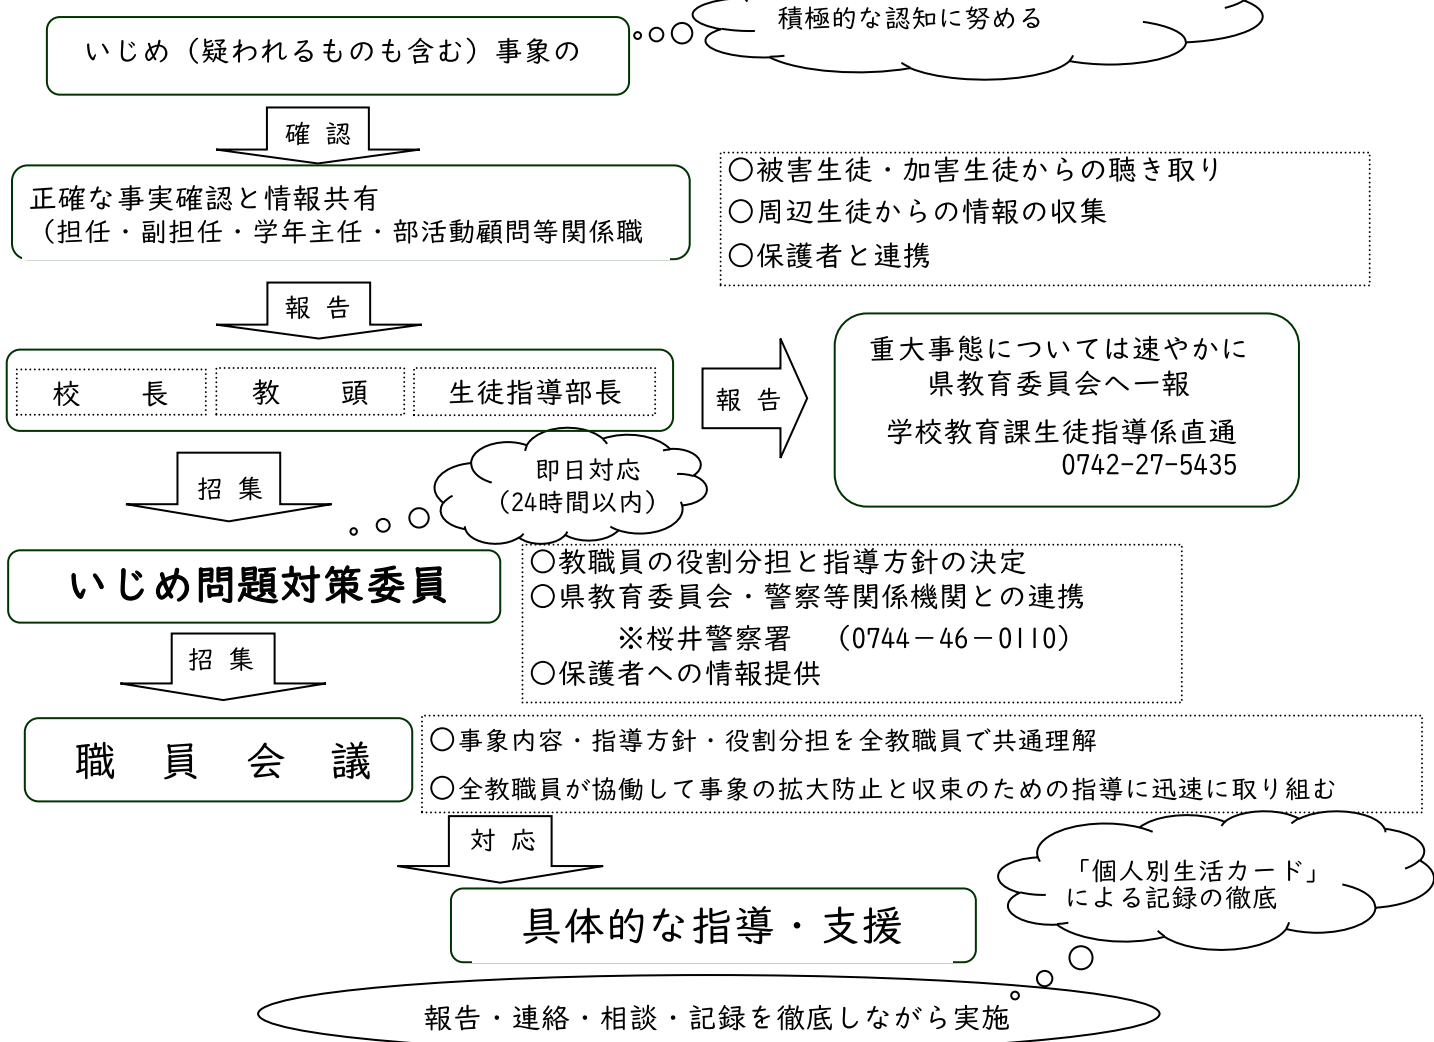 積極的な認知に努める
いじめ（疑われるものも含む）事象の
確 認
正確な事実確認と情報共有
（担任・副担任・学年主任・部活動顧問等関係職
○被害生徒・加害生徒からの聴き取り
○周辺生徒からの情報の収集
○保護者と連携
報 告
校　　長
教　　頭
生徒指導部長
報 告
重大事態については速やかに
県教育委員会へ一報
学校教育課生徒指導係直通
0742-27-5435
招 集
即日対応
（24時間以内）
いじめ問題対策委員
○教職員の役割分担と指導方針の決定
○県教育委員会・警察等関係機関との連携
※桜井警察署　（0744－46－0110）
○保護者への情報提供
招 集
職　員　会　議
○事象内容・指導方針・役割分担を全教職員で共通理解
○全教職員が協働して事象の拡大防止と収束のための指導に迅速に取り組む
対 応
「個人別生活カード」
による記録の徹底
具体的な指導・支援
報告・連絡・相談・記録を徹底しながら実施